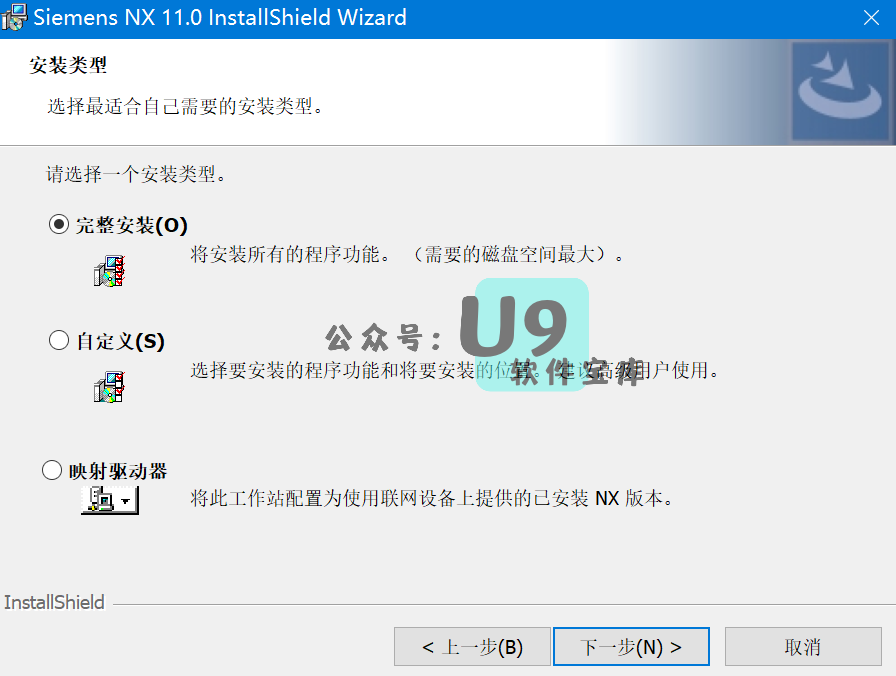 Siemens NX 11.0 InstallShield Wizard
安装类型
选择最适合自己需要的安装类型。
请选择一个安装类型。
完整安装(O)
将安装所有的程序功能。 （需要的磁盘空间最大）。
自定义(S)
公众号：U9
软件宝库
选择要安装的程序功能和将要安装的位置。建议高级用户使用。
映射驱动器
将此工作站配置为使用联网设备上提供的已安装 NX 版本。
InstallShield
< 上一步(B)
下一步(N) >
取消